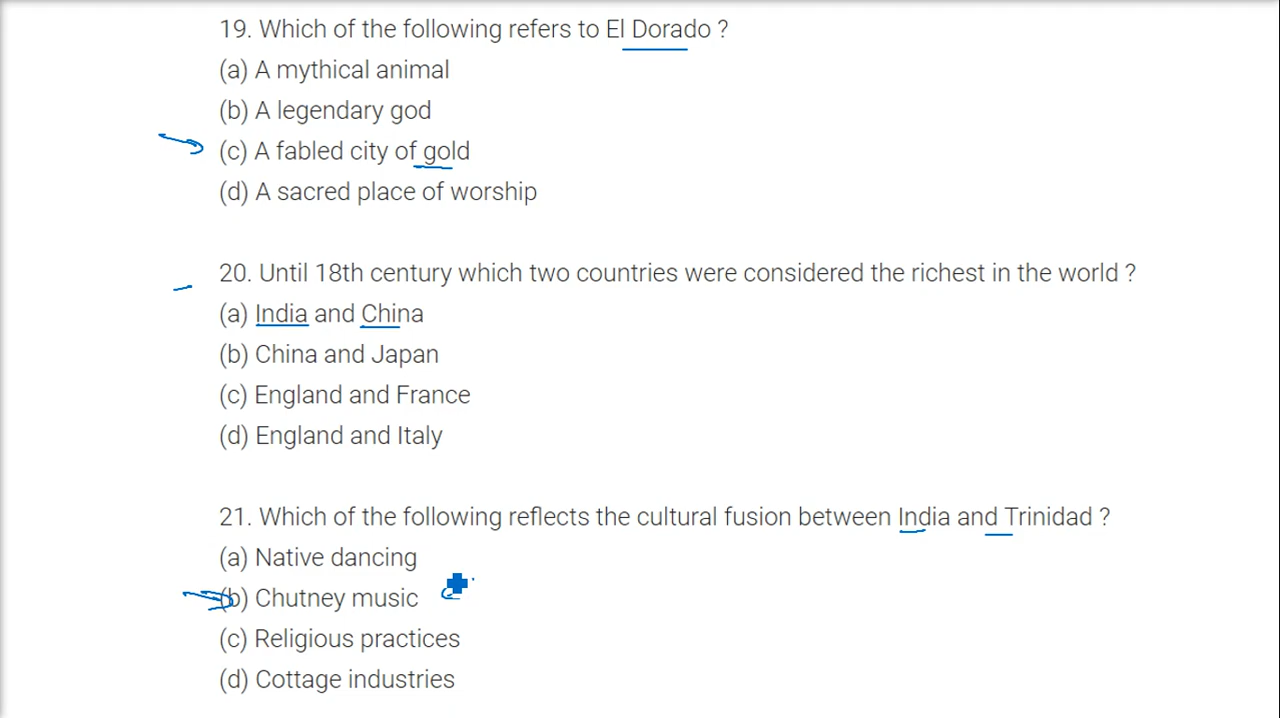 19. Which of the following refers to El Dorado ?
(a) A mythical animal
(b) A legendary god
(c) A fabled city of gold
(d) A sacred place of worship
20. Until 18th century which two countries were considered the richest in the world ?
(a) India and China
(b) China and Japan
(c) England and France
(d) England and Italy
21. Which of the following reflects the cultural fusion between India and Trinidad ?
(a) Native dancing
(b) Chutney music
(c) Religious practices
(d) Cottage industries